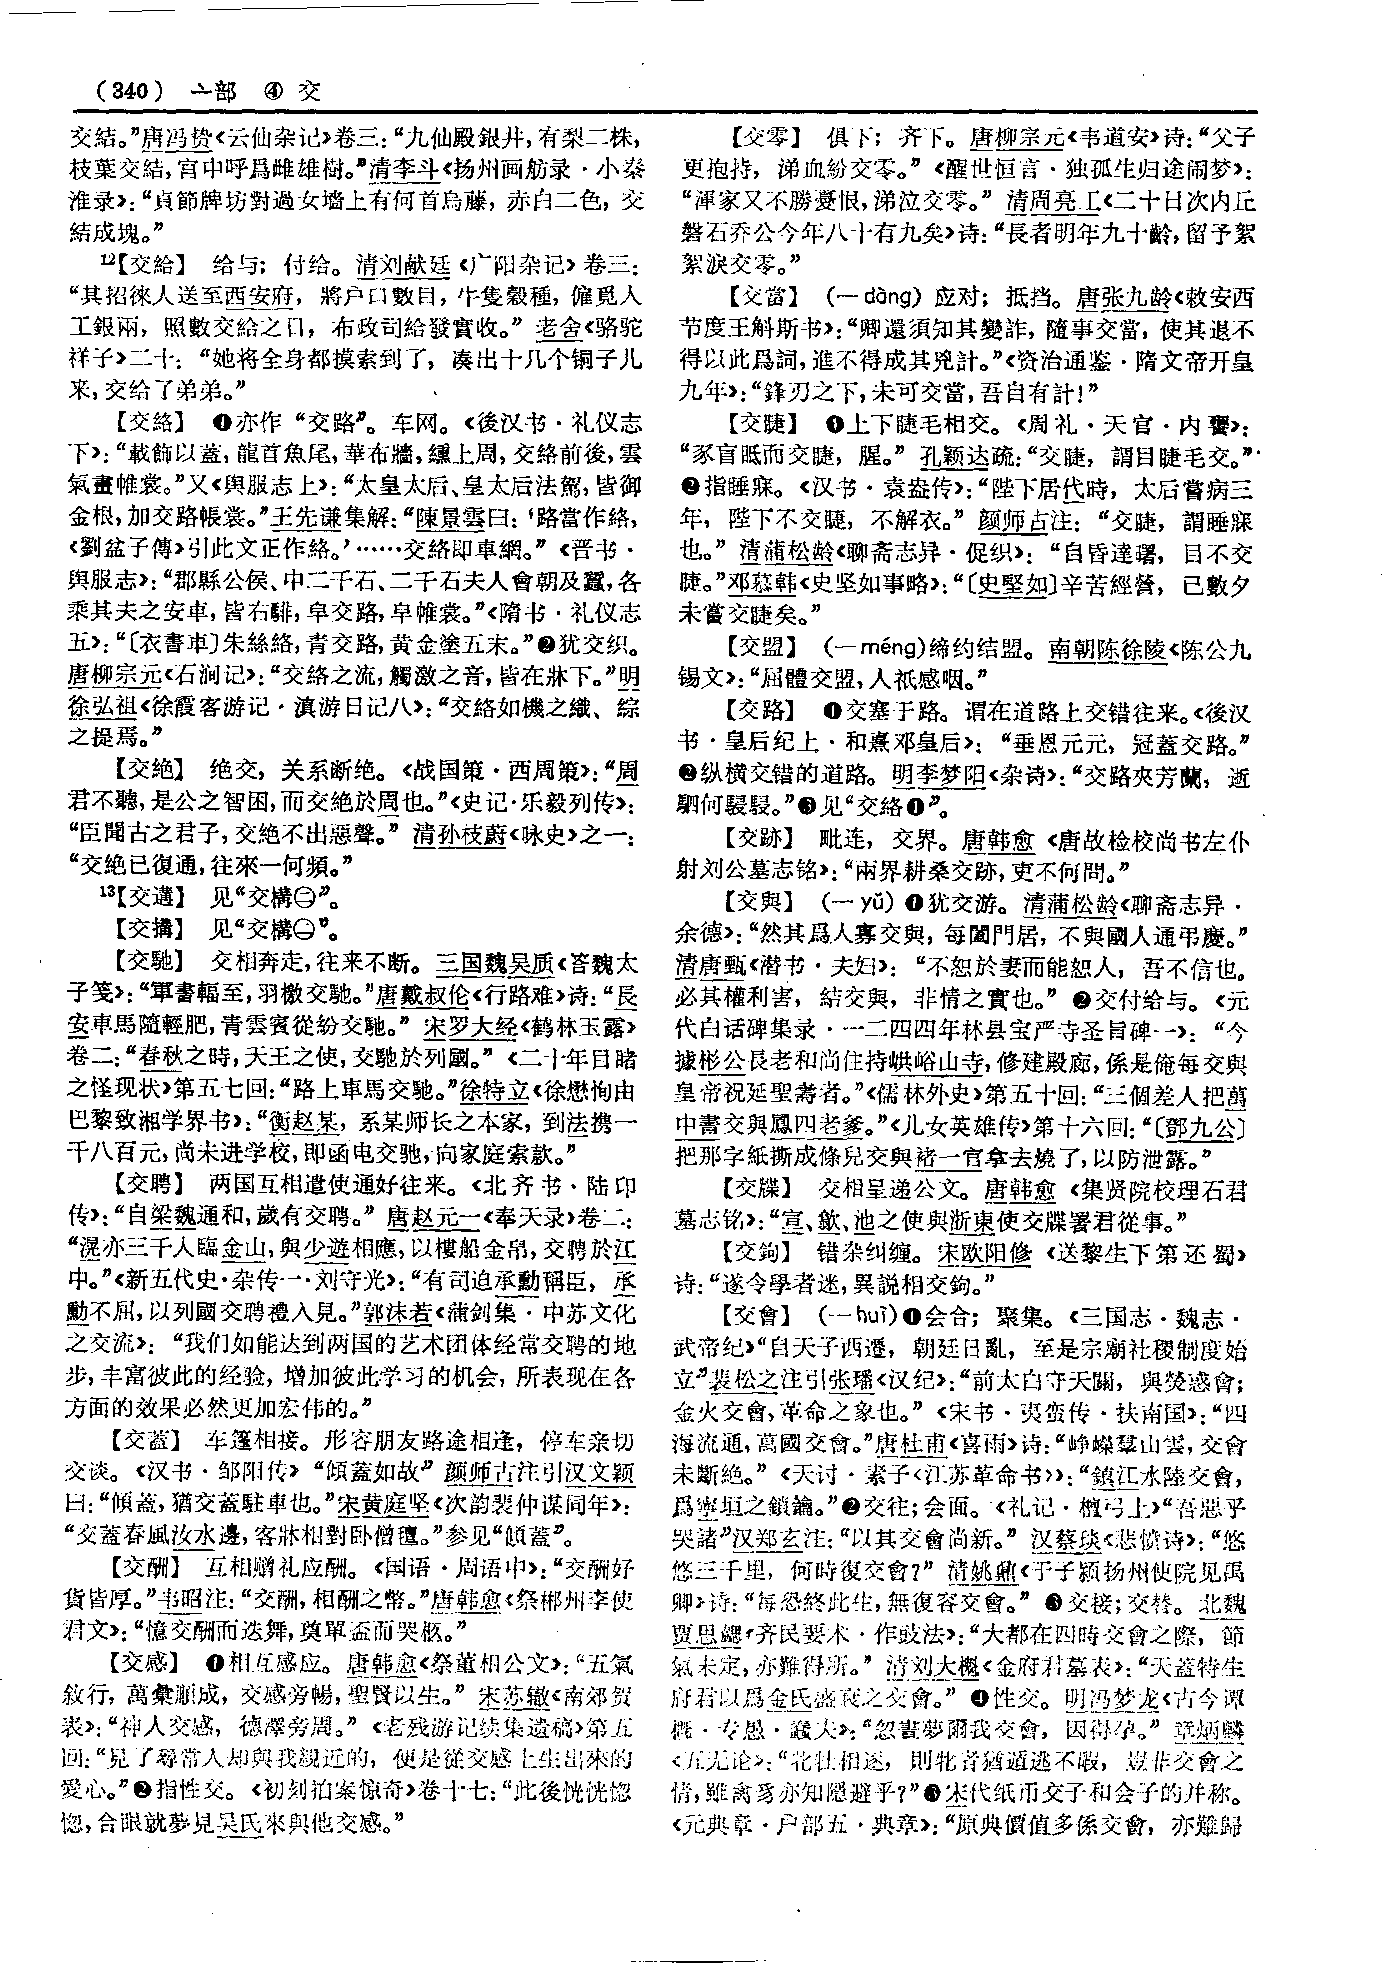 （340） 亠部 ④ 交
交結。”唐冯贽《云仙杂记》卷三：“九仙殿銀井，有梨二株，
枝葉交結，宫中呼爲雌雄樹。”清李斗《扬州画舫录·小秦
淮录》：“貞節牌坊對過女墻上有何首烏藤，赤白二色，交
結成塊。”
¹²【交給】 给与；付给。清刘献廷《广阳杂记》卷三：
“其招徠人送至西安府，將户口數目，牛隻穀種，僱覓人
工銀兩，照數交給之日，布政司給發實收。”老舍《骆驼
祥子》二十：“她将全身都摸索到了，凑出十几个铜子儿
来，交给了弟弟。”
【交絡】 ❶亦作“交路”。车网。《後汉书·礼仪志
下》：“載飾以蓋，龍首魚尾，華布牆，纁上周，交絡前後，雲
氣畫帷裳。”又《舆服志上》：“太皇太后、皇太后法駕，皆御
金根，加交路帳裳。”王先谦集解：“陳景雲曰：‘路當作絡，
《劉盆子傳》引此文正作絡。’……交絡即車網。”《晋书·
舆服志》：“郡縣公侯、中二千石、二千石夫人會朝及蠶，各
乘其夫之安車，皆右騑，皁交路，皁帷裳。”《隋书·礼仪志
五》：“〔衣書車〕朱絲絡，青交路，黄金塗五末。”❷犹交织。
唐柳宗元《石涧记》：“交絡之流，觸激之音，皆在牀下。”明
徐弘祖《徐霞客游记·滇游日记八》：“交絡如機之織、綜
之提焉。”
【交絶】 绝交，关系断绝。《战国策·西周策》：“周
君不聽，是公之智困，而交絶於周也。”《史记·乐毅列传》：
“臣聞古之君子，交絶不出惡聲。”清孙枝蔚《咏史》之一：
“交絶已復通，往來一何頻。”
¹³【交遘】 见“交構㊀”。
【交搆】 见“交構㊀”。
【交馳】 交相奔走，往来不断。三国魏吴质《答魏太
子笺》：“軍書輻至，羽檄交馳。”唐戴叔伦《行路难》诗：“長
安車馬隨輕肥，青雲賓從紛交馳。”宋罗大经《鹤林玉露》
卷二：“春秋之時，天王之使，交馳於列國。”《二十年目睹
之怪现状》第五七回：“路上車馬交馳。”徐特立《徐懋恂由
巴黎致湘学界书》：“衡赵某，系某师长之本家，到法携一
千八百元，尚未进学校，即函电交驰，向家庭索款。”
【交聘】 两国互相遣使通好往来。《北齐书·陆卬
传》：“自梁魏通和，歲有交聘。”唐赵元一《奉天录》卷二：
“滉亦三千人臨金山，與少遊相應，以樓船金帛，交聘於江
中。”《新五代史·杂传一·刘守光》：“有司迫承勳稱臣，承
勳不屈，以列國交聘禮入見。”郭沫若《蒲剑集·中苏文化
之交流》：“我们如能达到两国的艺术团体经常交聘的地
步，丰富彼此的经验，增加彼此学习的机会，所表现在各
方面的效果必然更加宏伟的。”
【交蓋】 车篷相接。形容朋友路途相逢，停车亲切
交谈。《汉书·邹阳传》“傾蓋如故”颜师古注引汉文颖
曰：“傾蓋，猶交蓋駐車也。”宋黄庭坚《次韵裴仲谋同年》：
“交蓋春風汝水邊，客牀相對卧僧氊。”参见“傾蓋”。
【交酬】 互相赠礼应酬。《国语·周语中》：“交酬好
貨皆厚。”韦昭注：“交酬，相酬之幣。”唐韩愈《祭郴州李使
君文》：“憶交酬而迭舞，奠單盃而哭柩。”
【交感】 ❶相互感应。唐韩愈《祭董相公文》：“五氣
敘行，萬彙順成，交感旁暢，聖賢以生。”宋苏辙《南郊贺
表》：“神人交感，德澤旁周。”《老残游记续集遗稿》第五
回：“見了尋常人却與我親近的，便是從交感上生出來的
愛心。”❷指性交。《初刻拍案惊奇》卷十七：“此後恍恍惚
惚，合眼就夢見吴氏來與他交感。”
【交零】 俱下；齐下。唐柳宗元《韦道安》诗：“父子
更抱持，涕血紛交零。”《醒世恒言·独孤生归途闹梦》：
“渾家又不勝憂恨，涕泣交零。”清周亮工《二十日次内丘
磐石乔公今年八十有九矣》诗：“長者明年九十齡，留予絮
絮淚交零。”
【交當】 （－dàng）应对；抵挡。唐张九龄《敕安西
节度王斛斯书》：“卿還須知其變詐，隨事交當，使其退不
得以此爲詞，進不得成其兇計。”《资治通鉴·隋文帝开皇
九年》：“鋒刃之下，未可交當，吾自有計！”
【交睫】 ❶上下睫毛相交。《周礼·天官·内饔》：
“豕盲眡而交睫，腥。”孔颖达疏：“交睫，謂目睫毛交。”
❷指睡寐。《汉书·袁盎传》：“陛下居代時，太后嘗病三
年，陛下不交睫，不解衣。”颜师古注：“交睫，謂睡寐
也。”清蒲松龄《聊斋志异·促织》：“自昏達曙，目不交
睫。”邓慕韩《史坚如事略》：“〔史堅如〕辛苦經營，已數夕
未嘗交睫矣。”
【交盟】 （－méng）缔约结盟。南朝陈徐陵《陈公九
锡文》：“屈體交盟，人祇感咽。”
【交路】 ❶交塞于路。谓在道路上交错往来。《後汉
书·皇后纪上·和熹邓皇后》：“垂恩元元，冠蓋交路。”
❷纵横交错的道路。明李梦阳《杂诗》：“交路夾芳蘭，逝
駟何駸駸。”❸见“交絡❶”。
【交跡】 毗连，交界。唐韩愈《唐故检校尚书左仆
射刘公墓志铭》：“兩界耕桑交跡，吏不何問。”
【交與】 （－yǔ）❶犹交游。清蒲松龄《聊斋志异·
余德》：“然其爲人寡交與，每闔門居，不與國人通弔慶。”
清唐甄《潜书·夫妇》：“不恕於妻而能恕人，吾不信也。
必其權利害，結交與，非情之實也。”❷交付给与。《元
代白话碑集录·一二四四年林县宝严寺圣旨碑一》：“今
據彬公長老和尚住持峼峪山寺，修建殿廊，係是俺每交與
皇帝祝延聖壽者。”《儒林外史》第五十回：“三個差人把萬
中書交與鳳四老爹。”《儿女英雄传》第十六回：“〔鄧九公〕
把那字紙撕成條兒交與褚一官拿去燒了，以防泄露。”
【交牒】 交相呈递公文。唐韩愈《集贤院校理石君
墓志铭》：“宣、歙、池之使與浙東使交牒署君從事。”
【交鉤】 错杂纠缠。宋欧阳修《送黎生下第还蜀》
诗：“遂令學者迷，異説相交鉤。”
【交會】 （－huì）❶会合；聚集。《三国志·魏志·
武帝纪》“自天子西遷，朝廷日亂，至是宗廟社稷制度始
立”裴松之注引张璠《汉纪》：“前太白守天關，與熒惑會；
金火交會，革命之象也。”《宋书·夷蛮传·扶南国》：“四
海流通，萬國交會。”唐杜甫《喜雨》诗：“峥嶸羣山雲，交會
未斷絶。”《天讨·素子〈江苏革命书〉》：“鎮江水陸交會，
爲寧垣之鎖鑰。”❷交往；会面。《礼记·檀弓上》“吾惡乎
哭諸”汉郑玄注：“以其交會尚新。”汉蔡琰《悲愤诗》：“悠
悠三千里，何時復交會？”清姚鼐《于子颖扬州使院见禹
卿》诗：“每恐終此生，無復容交會。”❸交接；交替。北魏
贾思勰《齐民要术·作豉法》：“大都在四時交會之際，節
氣未定，亦難得所。”清刘大櫆《金府君墓表》：“天蓋特生
府君以爲金氏盛衰之交會。”❹性交。明冯梦龙《古今谭
概·专愚·蠢夫》：“忽晝夢爾我交會，因得孕。”章炳麟
《五无论》：“牝牡相逐，則牝者猶遁逃不暇，豈非交會之
情，雖禽豸亦知隱避乎？”❺宋代纸币交子和会子的并称。
《元典章·户部五·典章》：“原典價值多係交會，亦難歸